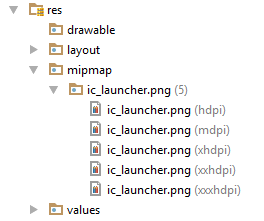 res
drawable
layout
mipmap
ic_launcher.png (5)
ic_launcher.png (hdpi)
ic_launcher.png (mdpi)
ic_launcher.png (xhdpi)
ic_launcher.png (xxhdpi)
ic_launcher.png (xxxhdpi)
values